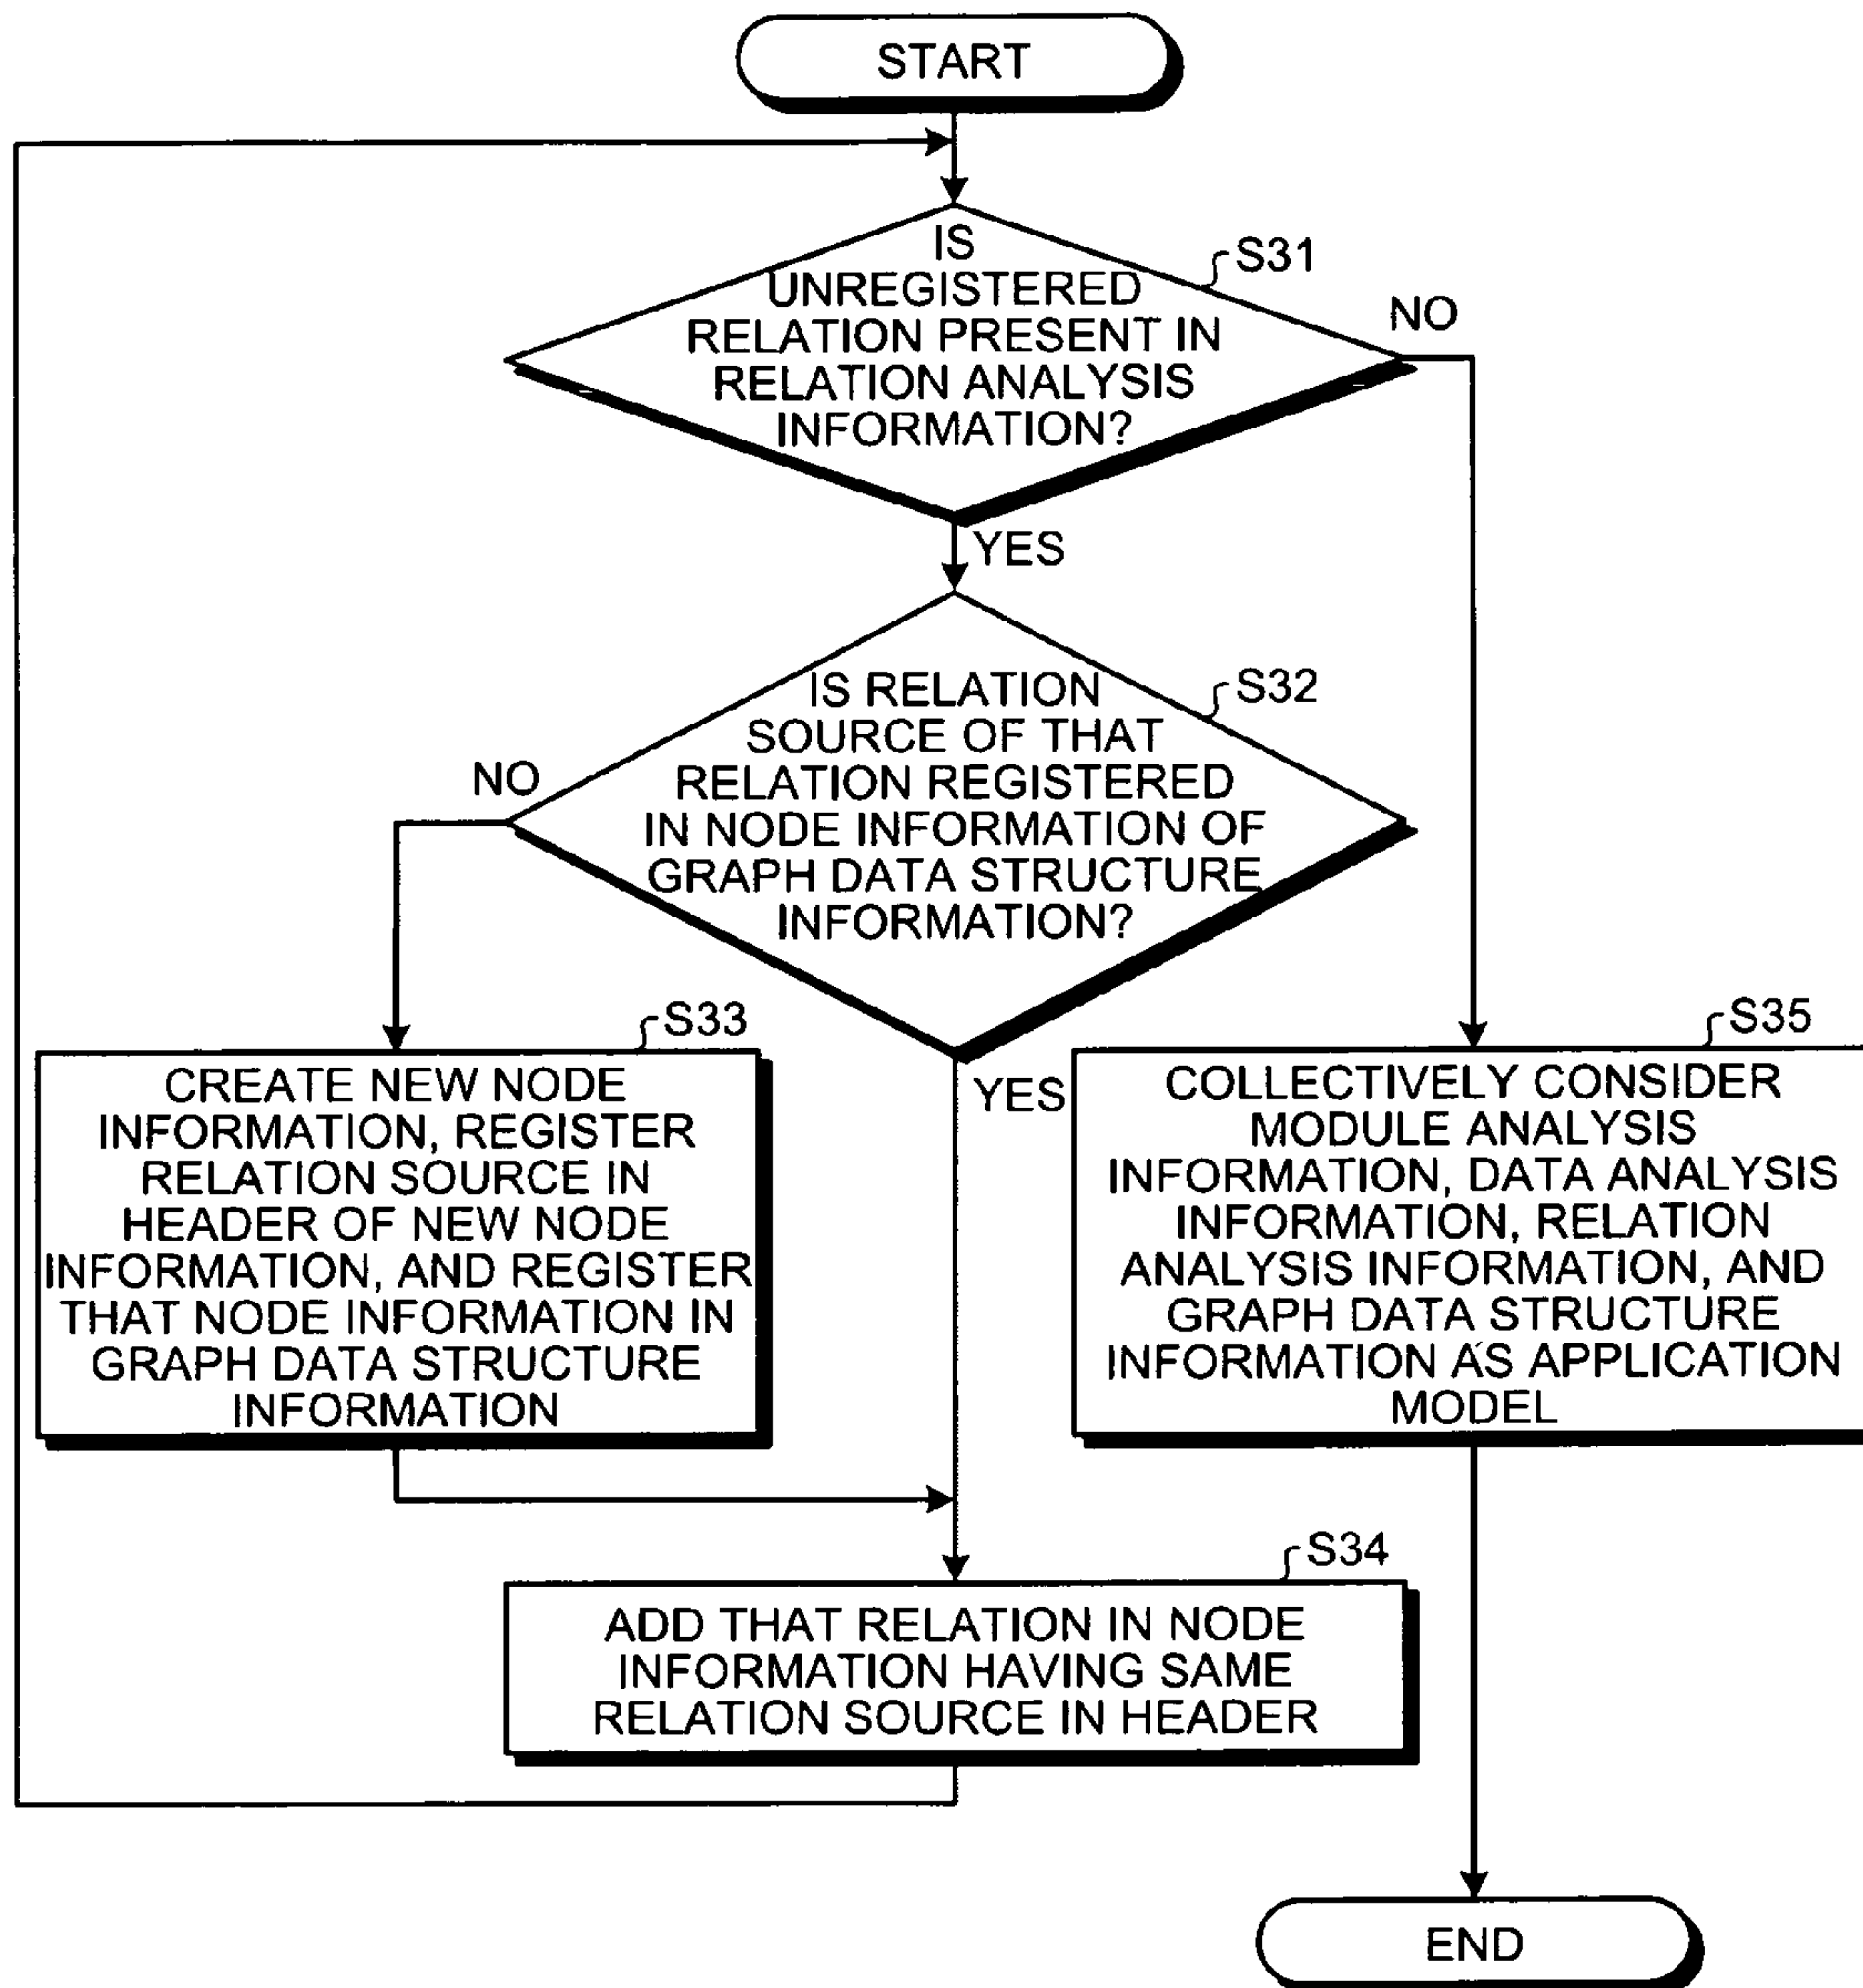 START
IS
UNREGISTERED
RELATION PRESENT IN
RELATION ANALYSIS
INFORMATION?
S31
NO
YES
IS RELATION
SOURCE OF THAT
RELATION REGISTERED
IN NODE INFORMATION OF
GRAPH DATA STRUCTURE
INFORMATION?
S32
NO
YES
S33
CREATE NEW NODE
INFORMATION, REGISTER
RELATION SOURCE IN
HEADER OF NEW NODE
INFORMATION, AND REGISTER
THAT NODE INFORMATION IN
GRAPH DATA STRUCTURE
INFORMATION
S35
COLLECTIVELY CONSIDER
MODULE ANALYSIS
INFORMATION, DATA ANALYSIS
INFORMATION, RELATION
ANALYSIS INFORMATION, AND
GRAPH DATA STRUCTURE
INFORMATION AS APPLICATION
MODEL
S34
ADD THAT RELATION IN NODE
INFORMATION HAVING SAME
RELATION SOURCE IN HEADER
END